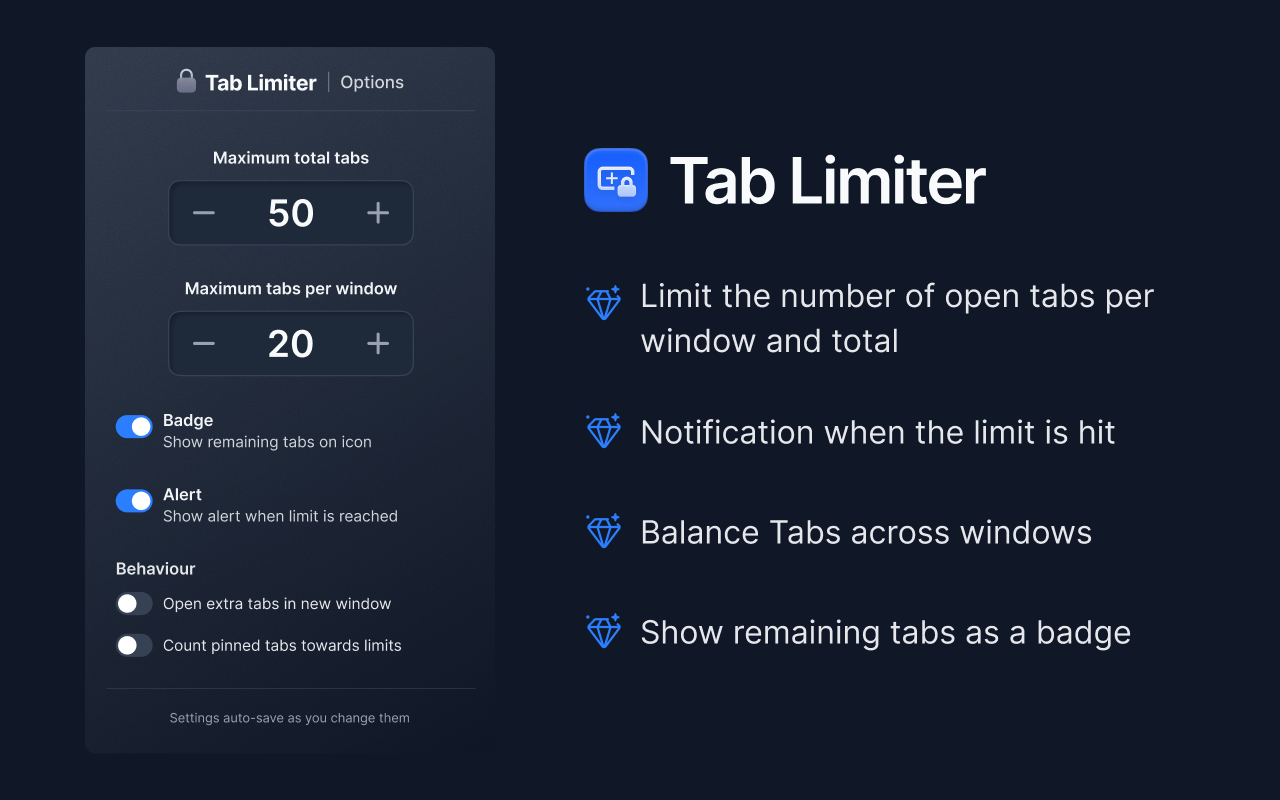 Tab Limiter | Options
Maximum total tabs
− 50 +
Maximum tabs per window
− 20 +
Badge
Show remaining tabs on icon
Alert
Show alert when limit is reached
Behaviour
Open extra tabs in new window
Count pinned tabs towards limits
Settings auto-save as you change them
Tab Limiter
Limit the number of open tabs per
window and total
Notification when the limit is hit
Balance Tabs across windows
Show remaining tabs as a badge